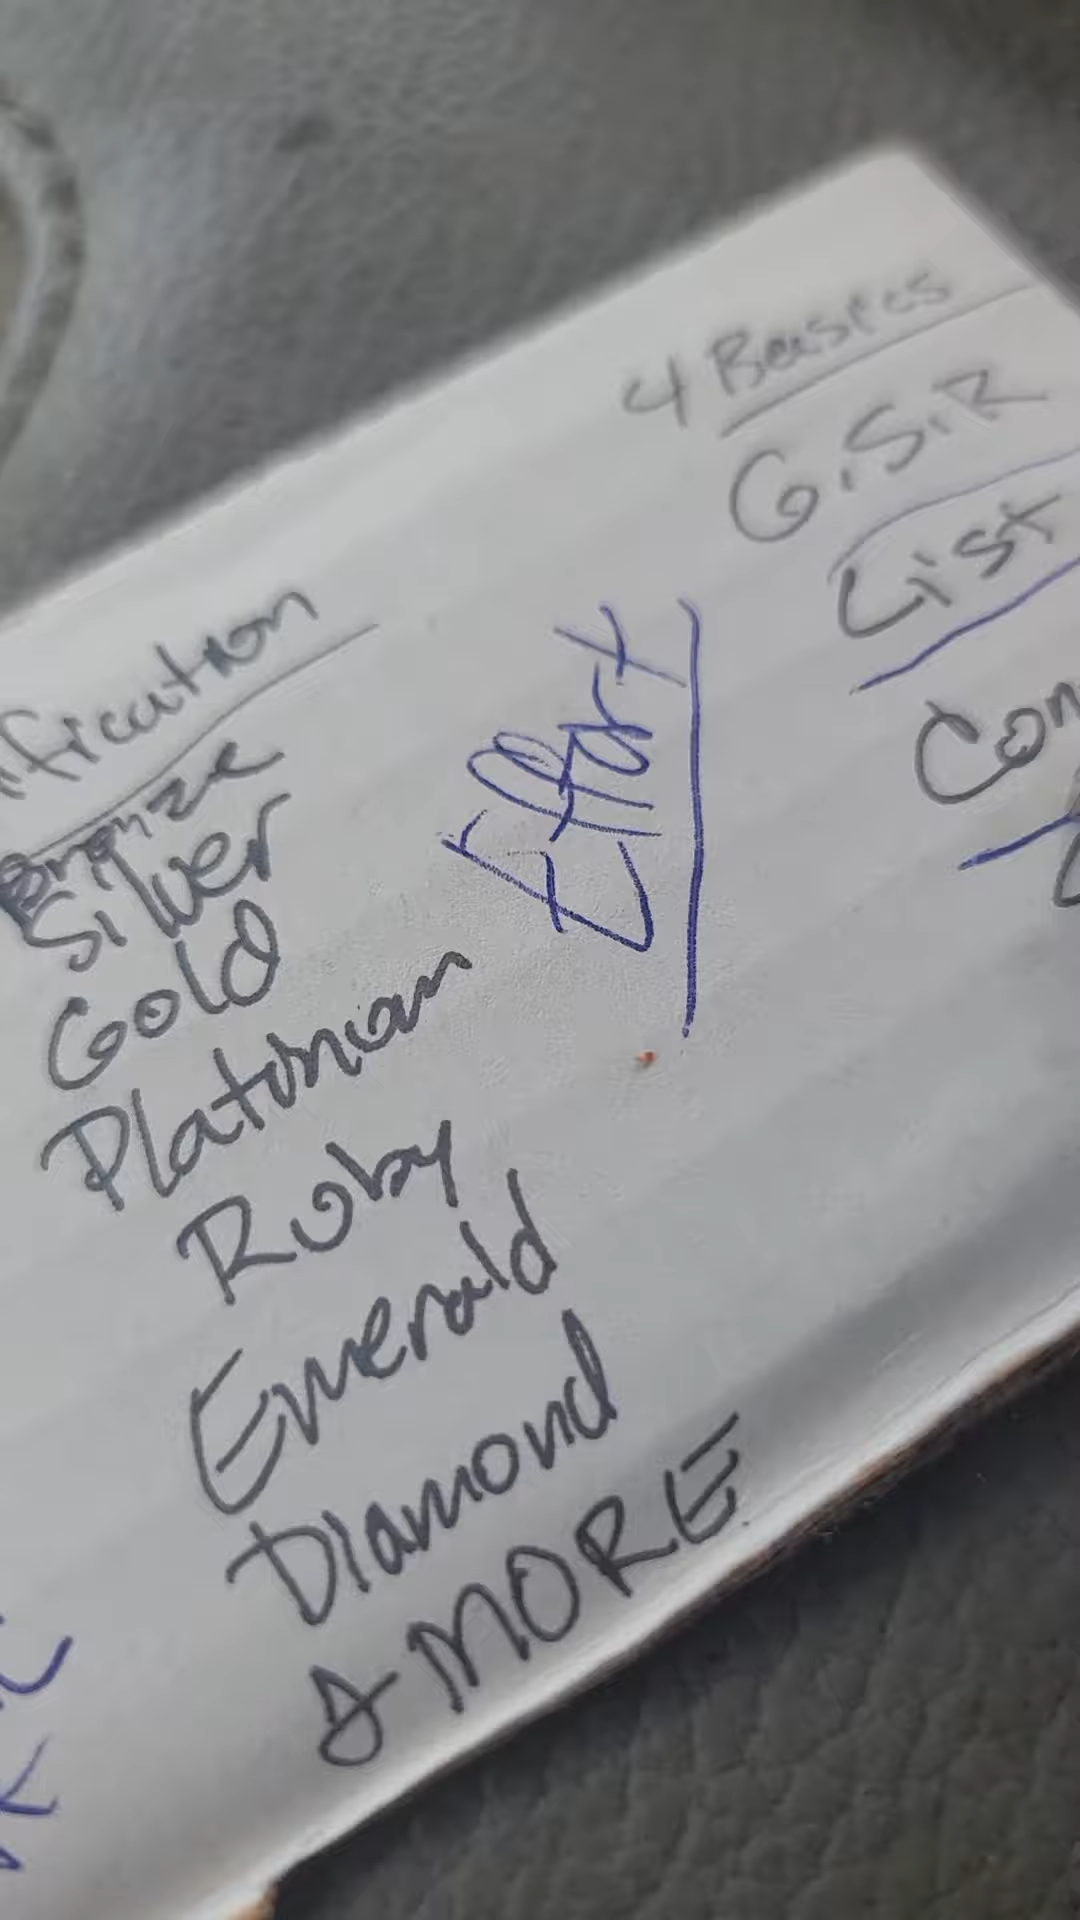 ification
Bronze
Silver
Gold
Platonian
Ruby
Emerald
Diamond
& MORE
Effort
4 Basics
G.S.R
List
Con